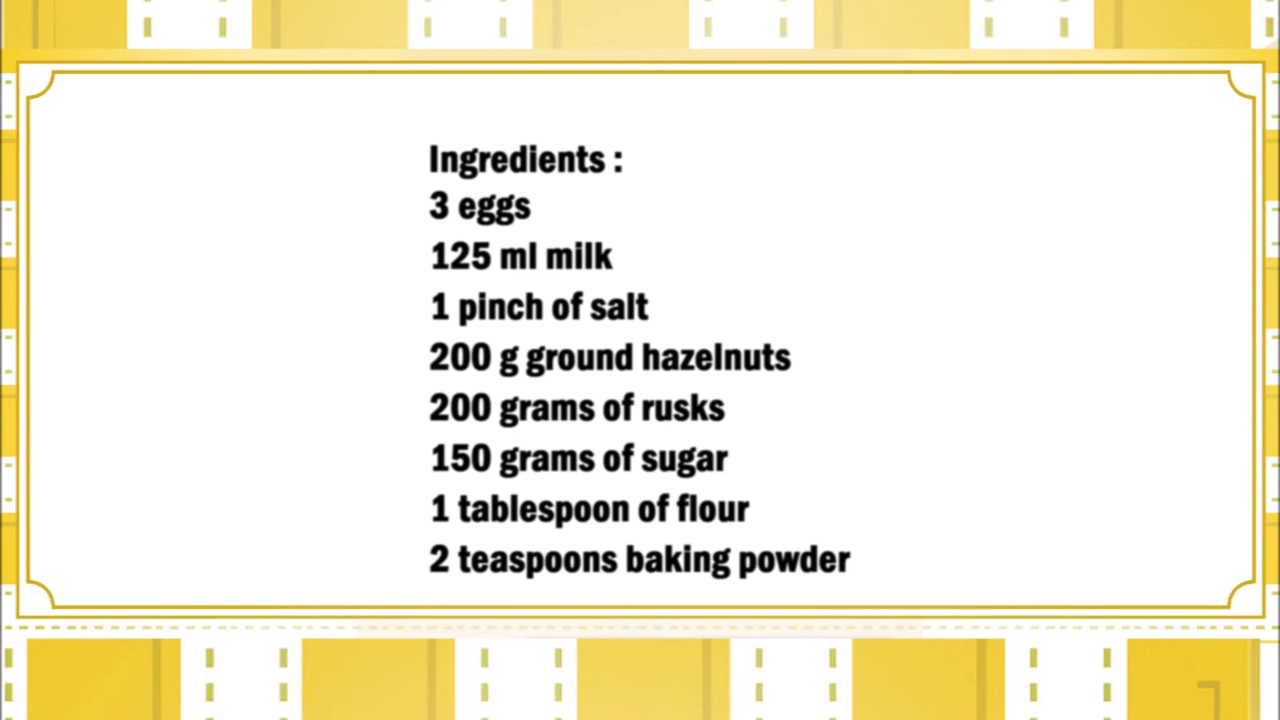 Ingredients :
3 eggs
125 ml milk
1 pinch of salt
200 g ground hazelnuts
200 grams of rusks
150 grams of sugar
1 tablespoon of flour
2 teaspoons baking powder